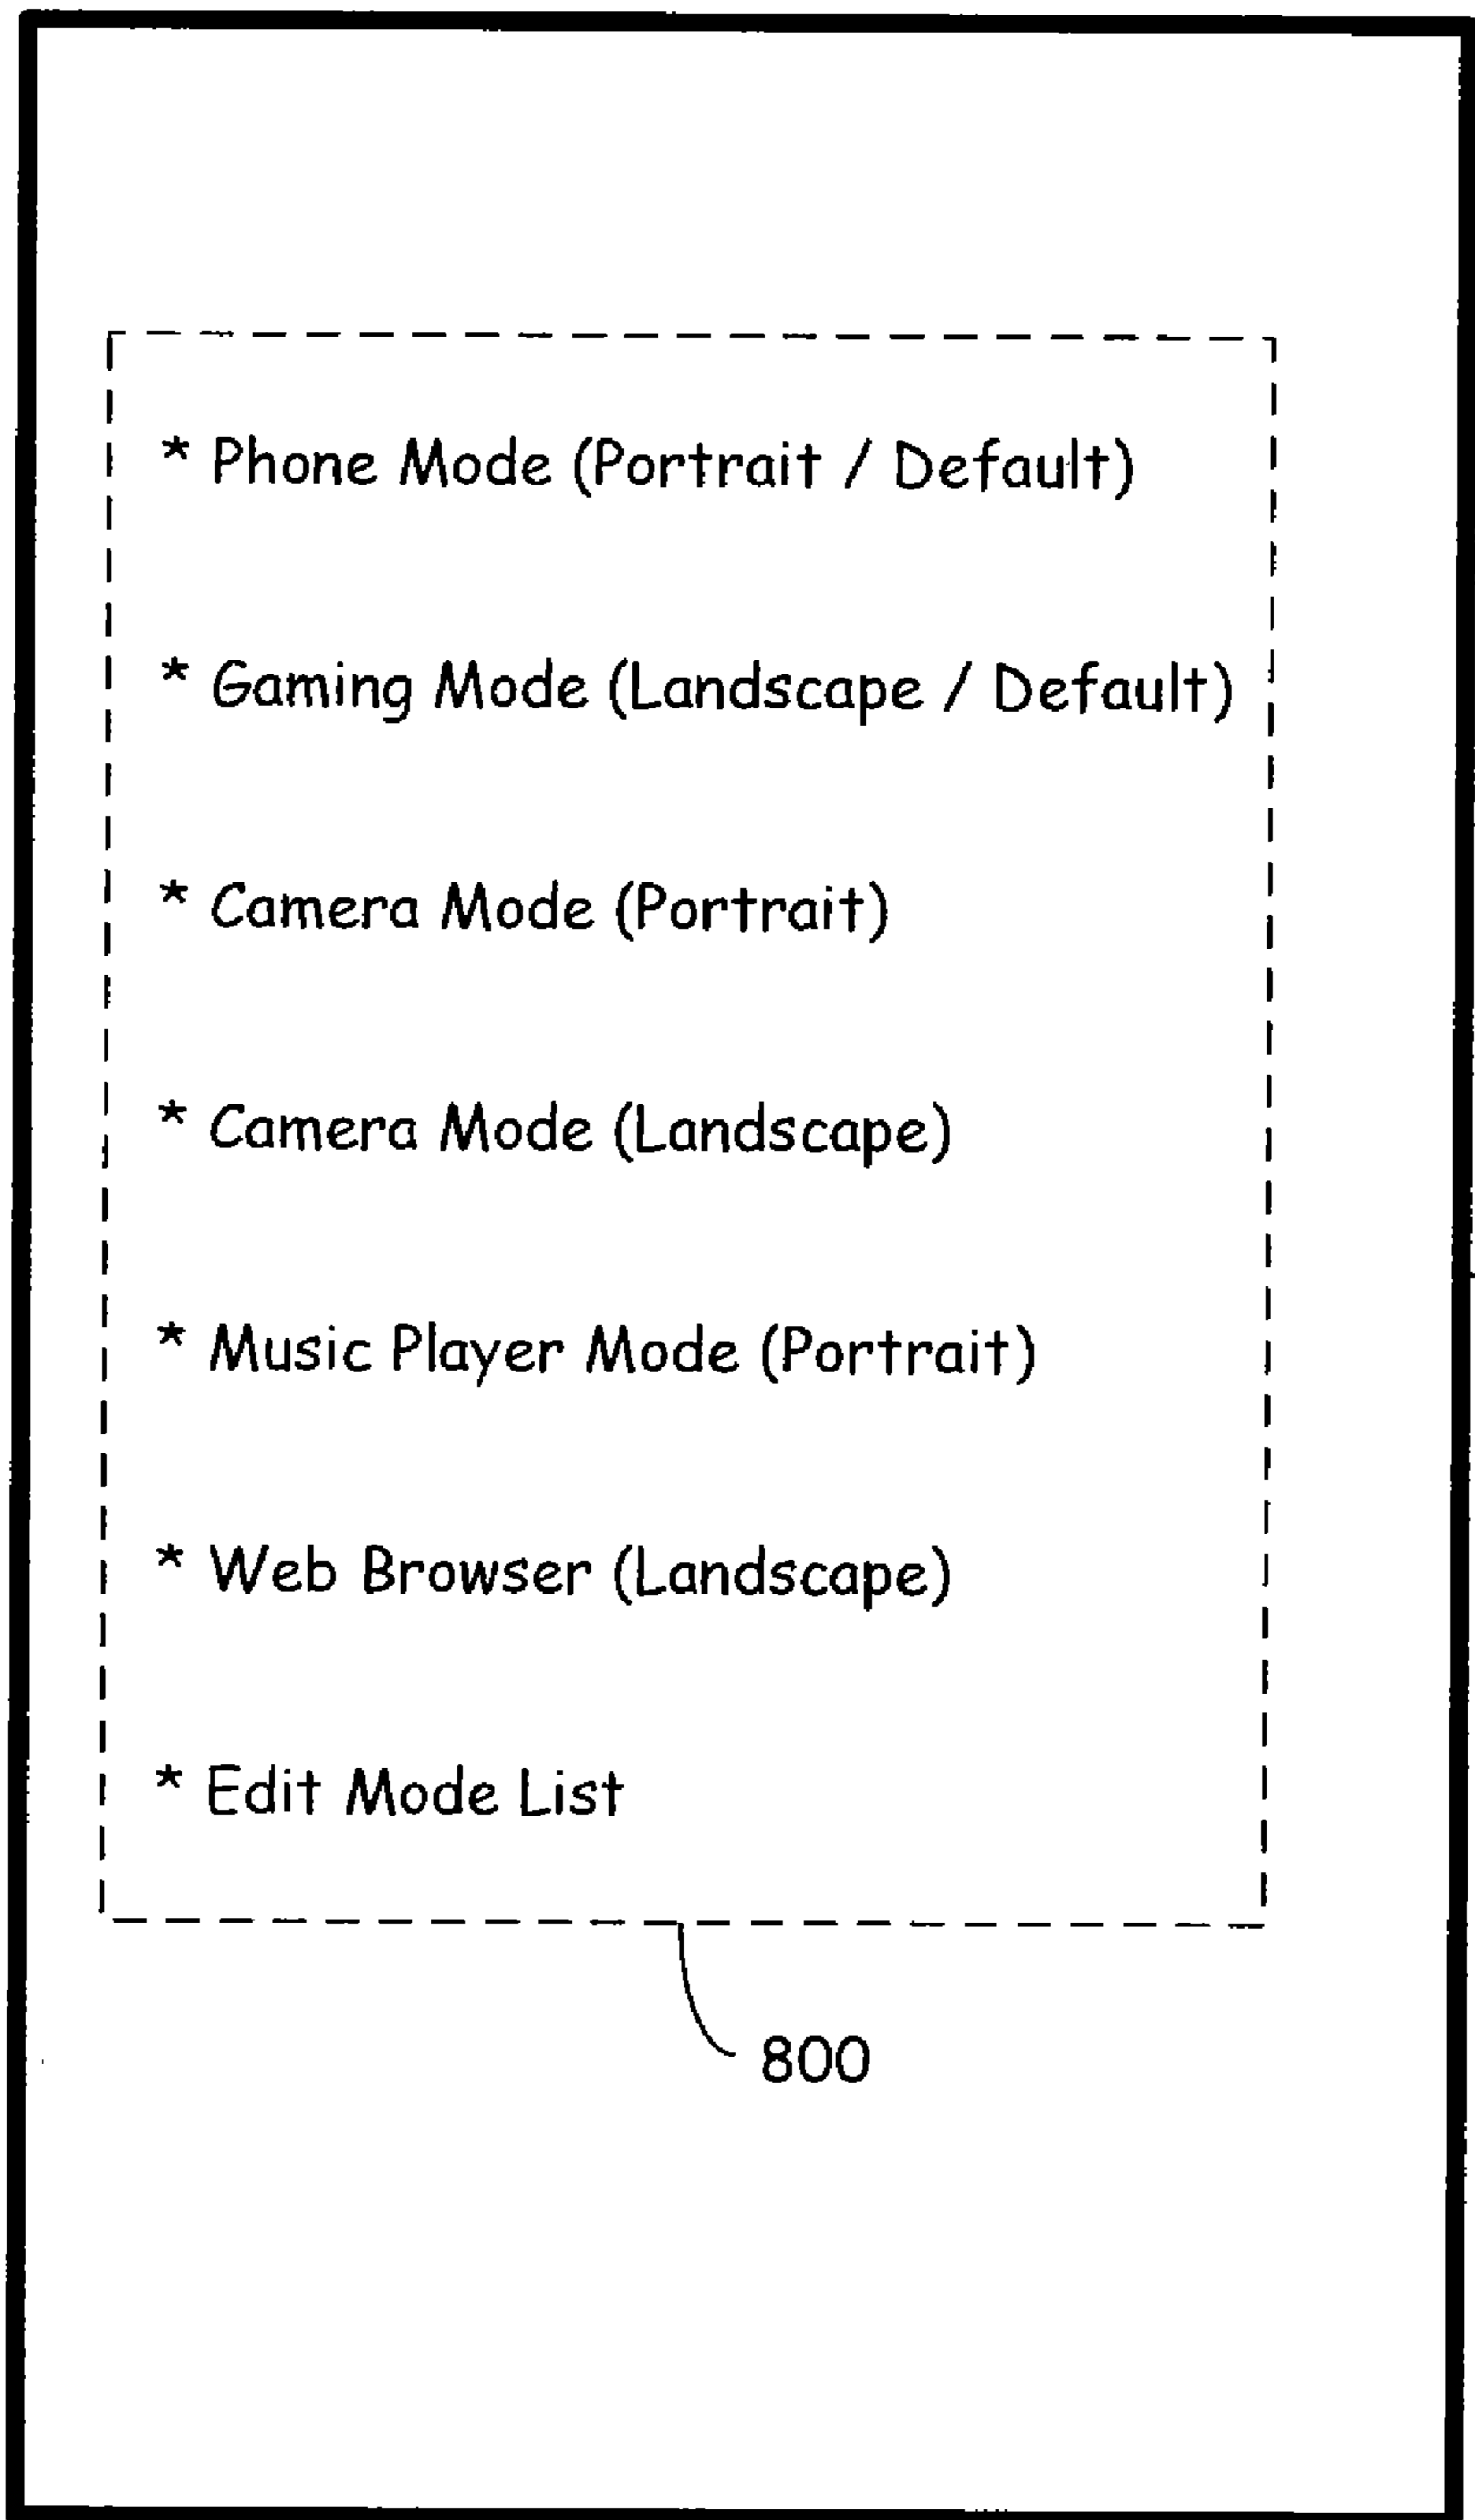 * Phone Mode (Portrait / Default)
* Gaming Mode (Landscape / Default)
* Camera Mode (Portrait)
* Camera Mode (Landscape)
* Music Player Mode (Portrait)
* Web Browser (Landscape)
* Edit Mode List
800